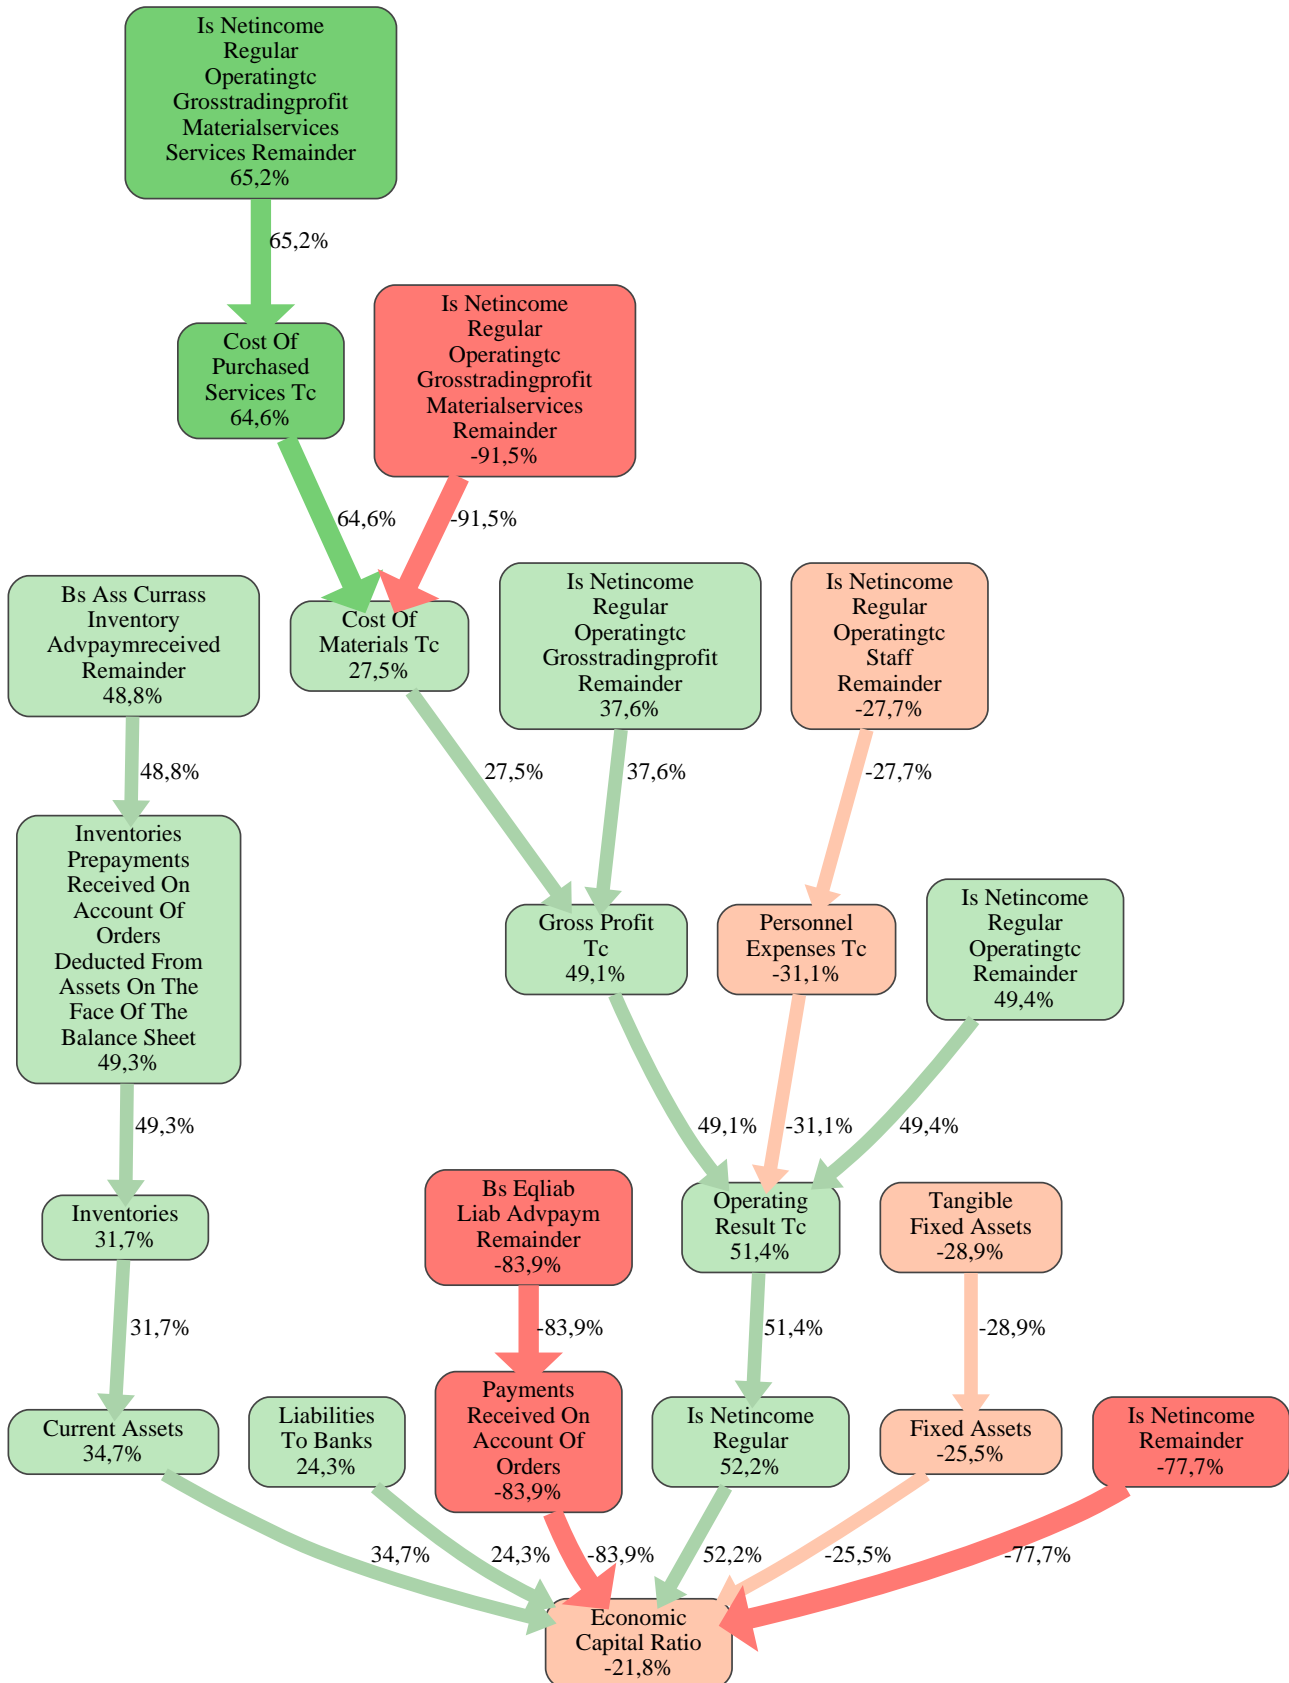 Is Netincome
Regular
Operatingtc
Grosstradingprofit
Materialservices
Services Remainder
65,2%
65,2%
Cost Of
Purchased
Services Tc
64,6%
Is Netincome
Regular
Operatingtc
Grosstradingprofit
Materialservices
Remainder
-91,5%
64,6%
-91,5%
Bs Ass Currass
Inventory
Advpaymreceived
Remainder
48,8%
Cost Of
Materials Tc
27,5%
Is Netincome
Regular
Operatingtc
Grosstradingprofit
Remainder
37,6%
Is Netincome
Regular
Operatingtc
Staff
Remainder
-27,7%
48,8%
27,5%
37,6%
-27,7%
Inventories
Prepayments
Received On
Account Of
Orders
Deducted From
Assets On The
Face Of The
Balance Sheet
49,3%
Gross Profit
Tc
49,1%
Personnel
Expenses Tc
-31,1%
Is Netincome
Regular
Operatingtc
Remainder
49,4%
49,3%
49,1%
-31,1%
49,4%
Inventories
31,7%
Bs Eqliab
Liab Advpaym
Remainder
-83,9%
Operating
Result Tc
51,4%
Tangible
Fixed Assets
-28,9%
31,7%
-83,9%
51,4%
-28,9%
Current Assets
34,7%
Liabilities
To Banks
24,3%
Payments
Received On
Account Of
Orders
-83,9%
Is Netincome
Regular
52,2%
Fixed Assets
-25,5%
Is Netincome
Remainder
-77,7%
34,7%
24,3%
-83,9%
52,2%
-25,5%
-77,7%
Economic
Capital Ratio
-21,8%